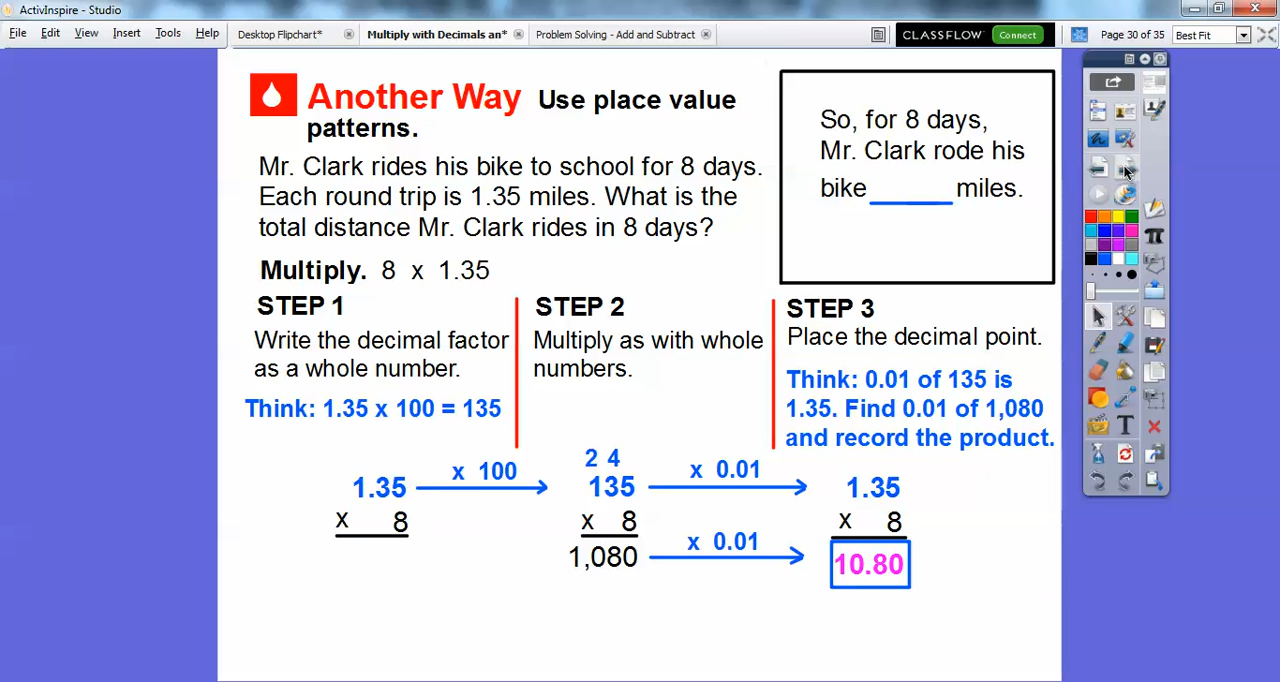 ActivInspire - Studio
File Edit View Insert Tools Help
Desktop Flipchart*
Multiply with Decimals an*
Problem Solving - Add and Subtract
CLASSFLOW
Connect
Page 30 of 35
Best Fit
Another Way Use place value
patterns.
Mr. Clark rides his bike to school for 8 days.
Each round trip is 1.35 miles. What is the
total distance Mr. Clark rides in 8 days?
Multiply. 8 x 1.35
So, for 8 days,
Mr. Clark rode his
bike ______ miles.
STEP 1
Write the decimal factor
as a whole number.
Think: 1.35 x 100 = 135
STEP 2
Multiply as with whole
numbers.
STEP 3
Place the decimal point.
Think: 0.01 of 135 is
1.35. Find 0.01 of 1,080
and record the product.
1.35
x 8
x 100
2 4
135
x 8
1,080
x 0.01
x 0.01
1.35
x 8
10.80